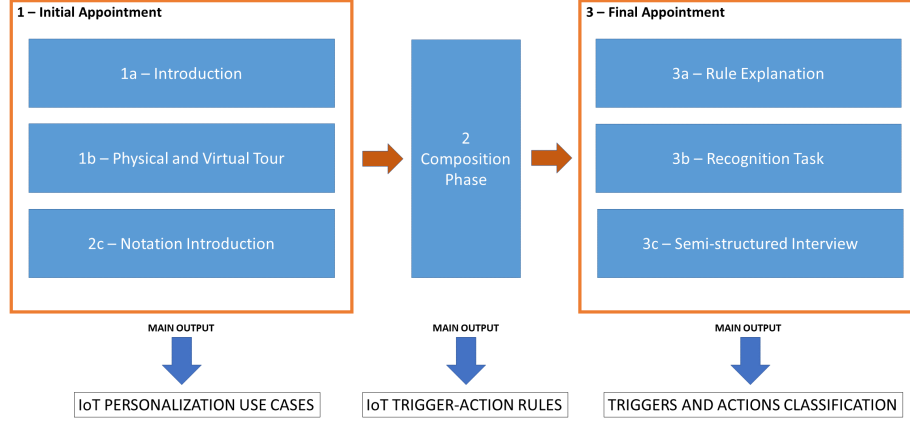 1 – Initial Appointment
1a – Introduction
1b – Physical and Virtual Tour
2c – Notation Introduction
2
Composition
Phase
3 – Final Appointment
3a – Rule Explanation
3b – Recognition Task
3c – Semi-structured Interview
MAIN OUTPUT
MAIN OUTPUT
MAIN OUTPUT
IoT PERSONALIZATION USE CASES
IoT TRIGGER-ACTION RULES
TRIGGERS AND ACTIONS CLASSIFICATION